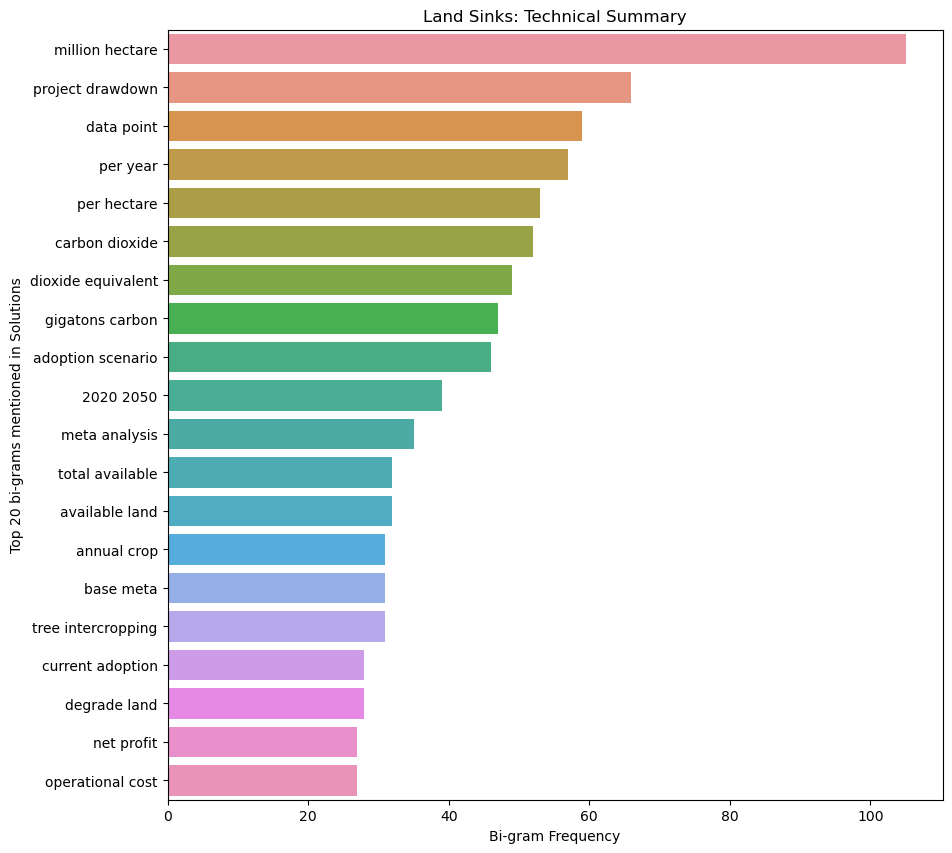 Land Sinks: Technical Summary
Top 20 bi-grams mentioned in Solutions
million hectare
project drawdown
data point
per year
per hectare
carbon dioxide
dioxide equivalent
gigatons carbon
adoption scenario
2020 2050
meta analysis
total available
available land
annual crop
base meta
tree intercropping
current adoption
degrade land
net profit
operational cost
0 20 40 60 80 100
Bi-gram Frequency